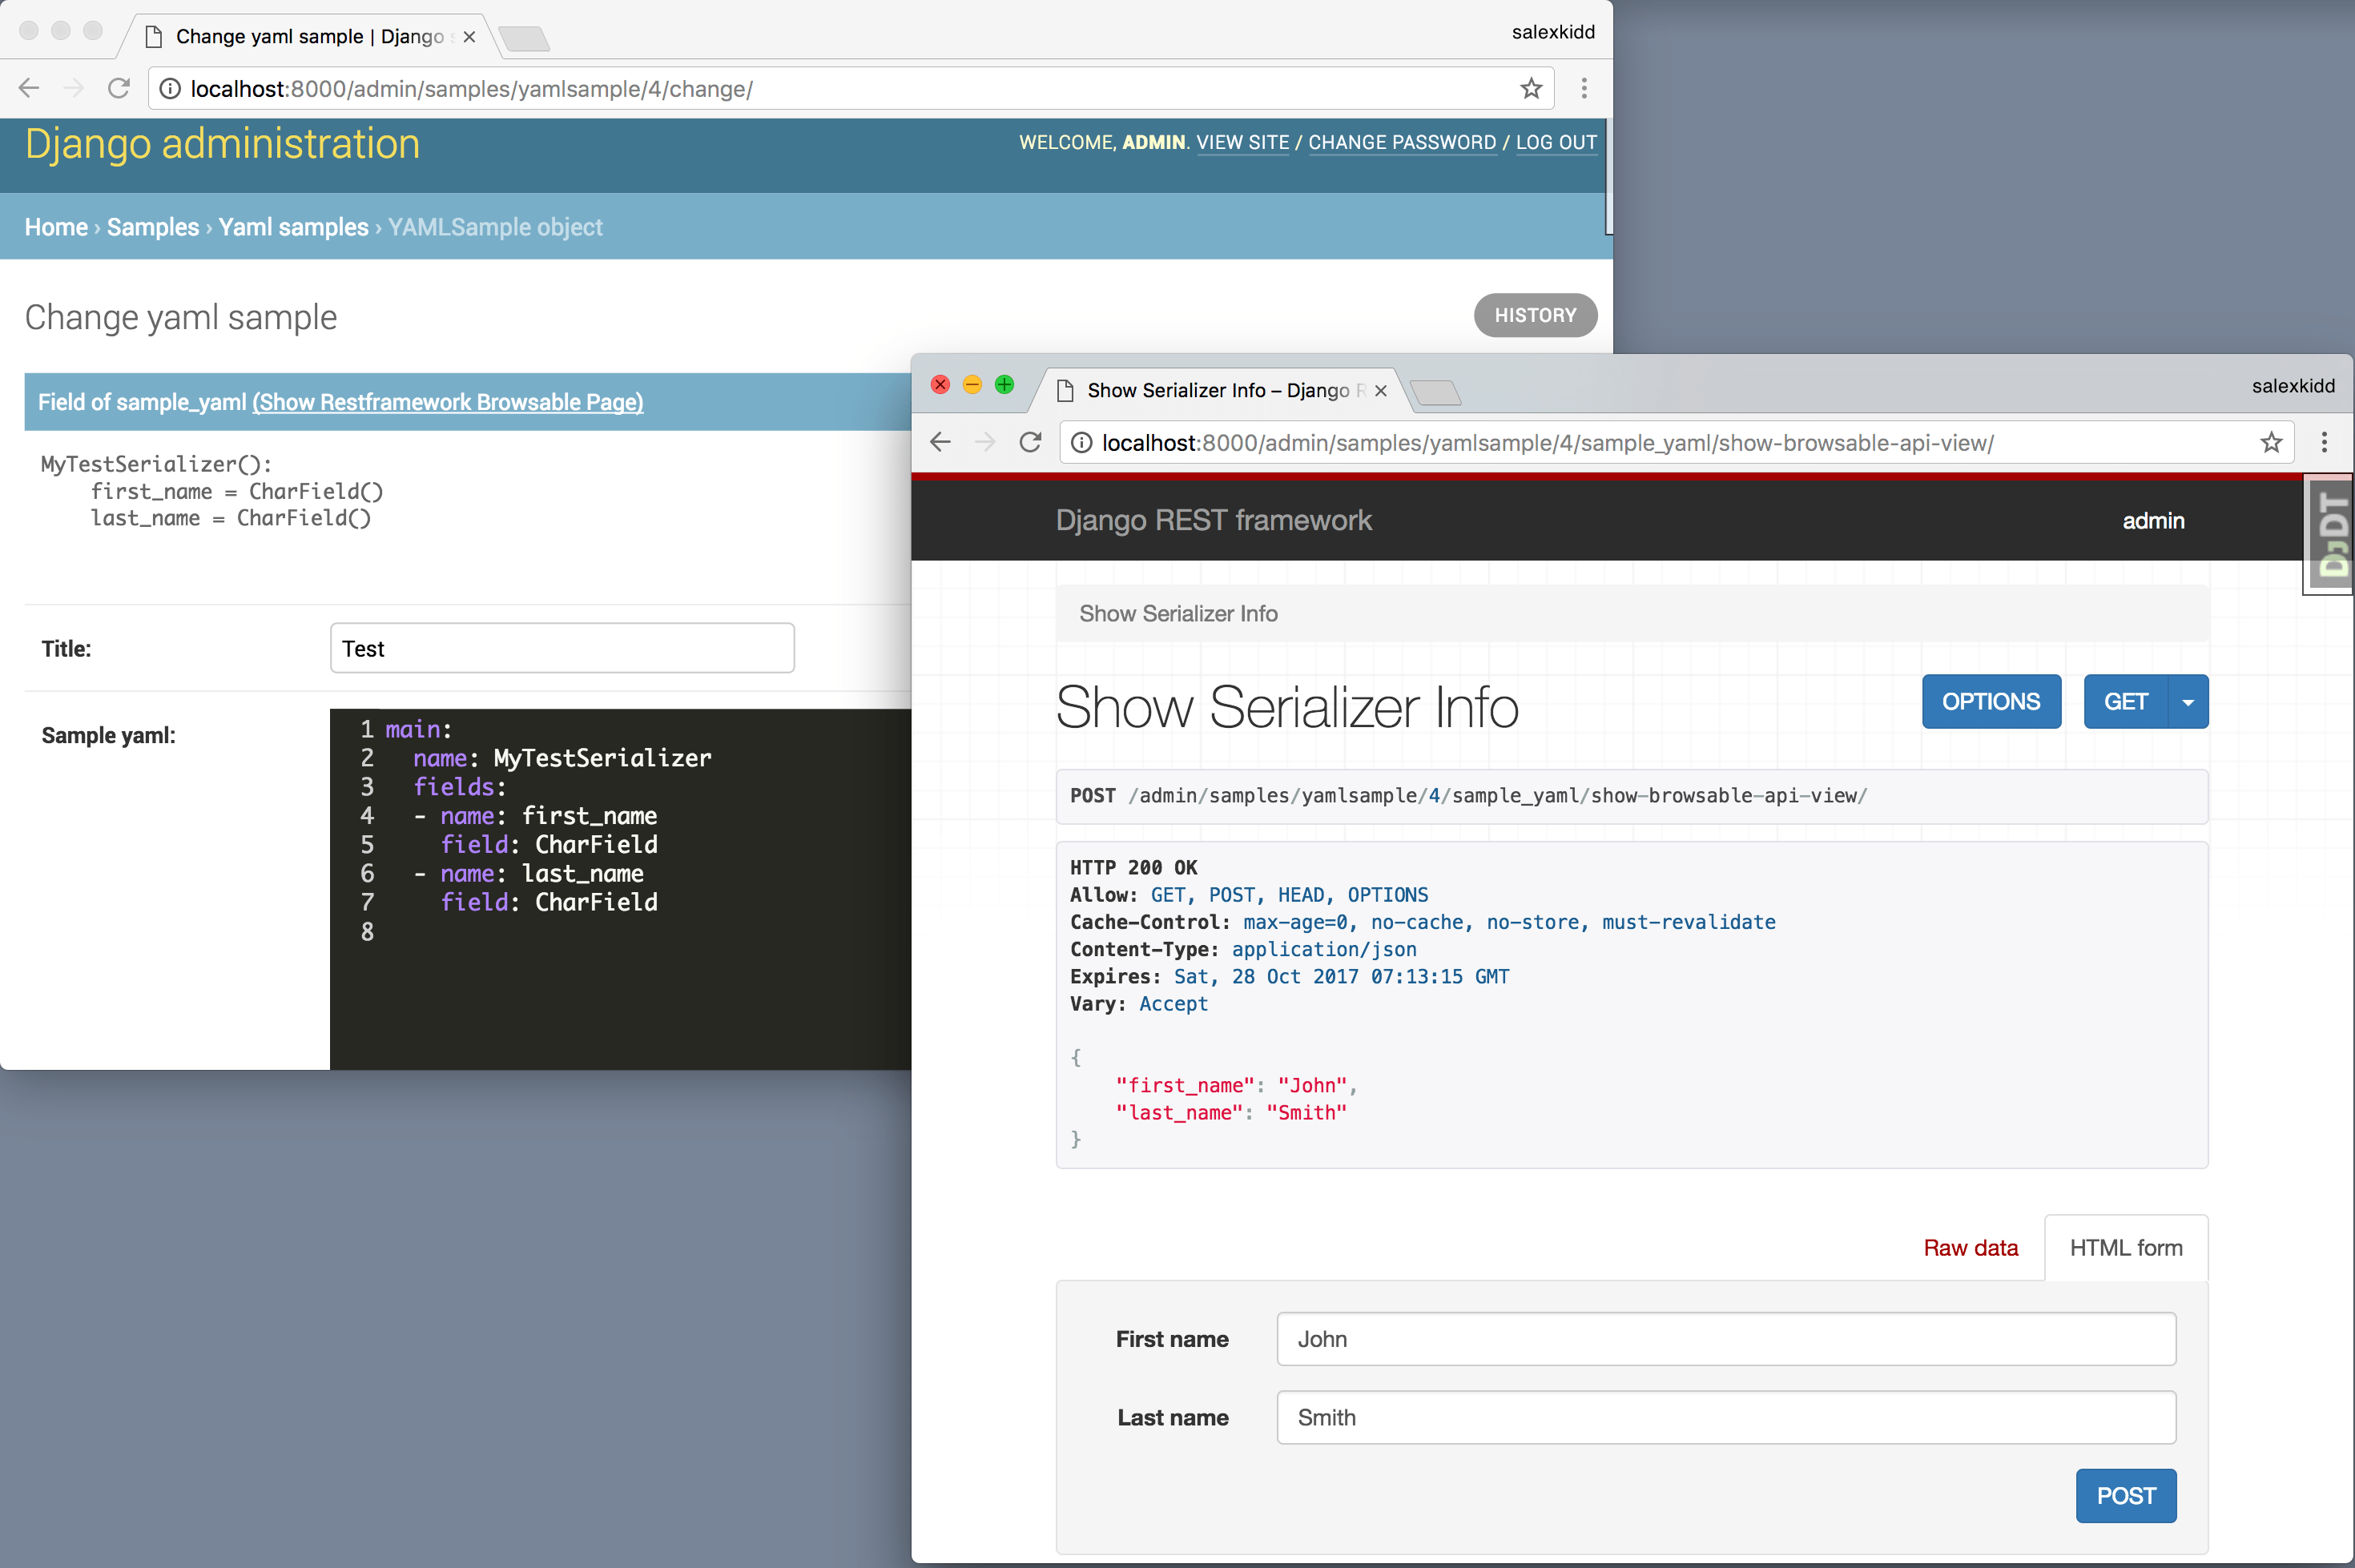 Change yaml sample | Django
salexkidd
localhost:8000/admin/samples/yamlsample/4/change/
Django administration
WELCOME, ADMIN. VIEW SITE / CHANGE PASSWORD / LOG OUT
Home › Samples › Yaml samples › YAMLSample object
Change yaml sample
HISTORY
Field of sample_yaml (Show Restframework Browsable Page)
MyTestSerializer():
first_name = CharField()
last_name = CharField()
Title:
Test
Sample yaml:
1 main:
2 name: MyTestSerializer
3 fields:
4 - name: first_name
5 field: CharField
6 - name: last_name
7 field: CharField
8
Show Serializer Info – Django R
salexkidd
localhost:8000/admin/samples/yamlsample/4/sample_yaml/show-browsable-api-view/
Django REST framework
admin
DjDT
Show Serializer Info
Show Serializer Info
OPTIONS
GET
POST /admin/samples/yamlsample/4/sample_yaml/show-browsable-api-view/
HTTP 200 OK
Allow: GET, POST, HEAD, OPTIONS
Cache-Control: max-age=0, no-cache, no-store, must-revalidate
Content-Type: application/json
Expires: Sat, 28 Oct 2017 07:13:15 GMT
Vary: Accept
{
"first_name": "John",
"last_name": "Smith"
}
Raw data
HTML form
First name
John
Last name
Smith
POST